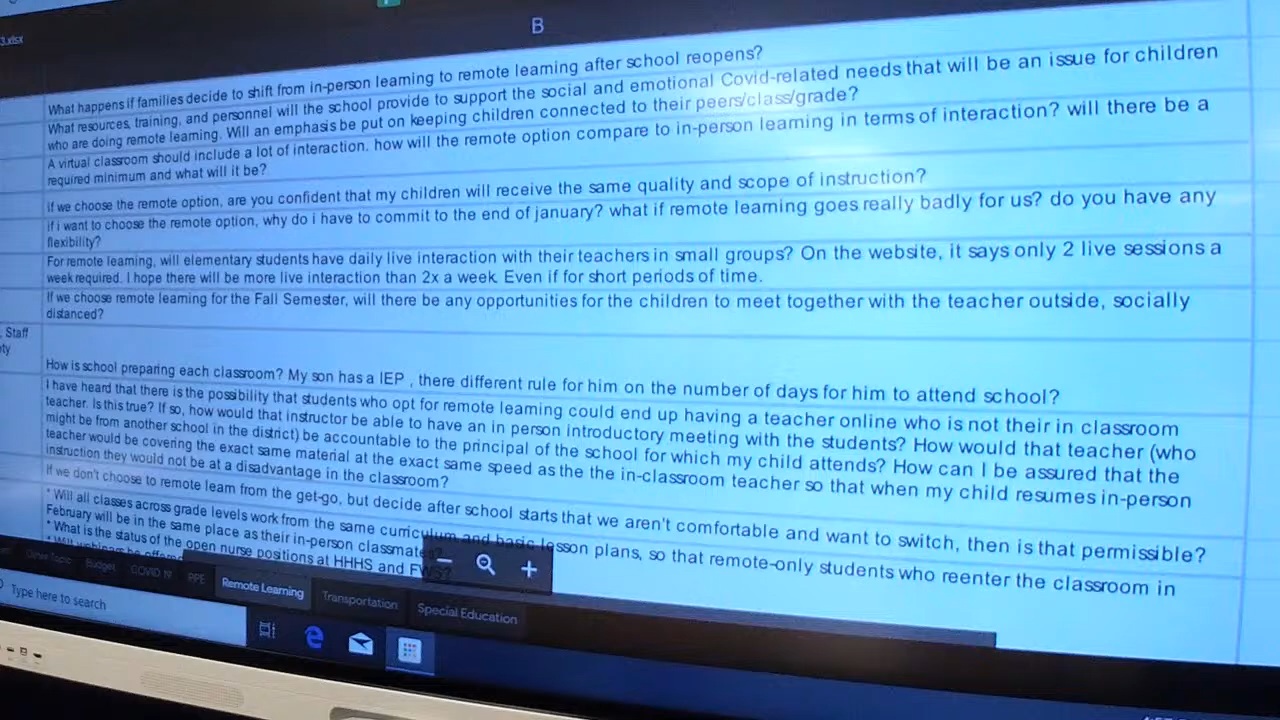 3.xlsx
B
What happens if families decide to shift from in-person learning to remote learning after school reopens?
What resources, training, and personnel will the school provide to support the social and emotional Covid-related needs that will be an issue for children
who are doing remote learning. Will an emphasis be put on keeping children connected to their peers/class/grade?
A virtual classroom should include a lot of interaction. how will the remote option compare to in-person learning in terms of interaction? will there be a
required minimum and what will it be?
if we choose the remote option, are you confident that my children will receive the same quality and scope of instruction?
if i want to choose the remote option, why do i have to commit to the end of january? what if remote learning goes really badly for us? do you have any
flexibility?
For remote learning, will elementary students have daily live interaction with their teachers in small groups? On the website, it says only 2 live sessions a
week required. I hope there will be more live interaction than 2x a week. Even if for short periods of time.
If we choose remote learning for the Fall Semester, will there be any opportunities for the children to meet together with the teacher outside, socially
distanced?
Staff
How is school preparing each classroom? My son has a IEP , there different rule for him on the number of days for him to attend school?
I have heard that there is the possibility that students who opt for remote learning could end up having a teacher online who is not their in classroom
teacher. Is this true? If so, how would that instructor be able to have an in person introductory meeting with the students? How would that teacher (who
might be from another school in the district) be accountable to the principal of the school for which my child attends? How can I be assured that the
teacher would be covering the exact same material at the exact same speed as the the in-classroom teacher so that when my child resumes in-person
instruction they would not be at a disadvantage in the classroom?
If we don't choose to remote learn from the get-go, but decide after school starts that we aren't comfortable and want to switch, then is that permissible?
* Will all classes across grade levels work from the same curriculum and basic lesson plans, so that remote-only students who reenter the classroom in
February will be in the same place as their in-person classmates?
* What is the status of the open nurse positions at HHHS and FWS?
* Will webinars be offered
Other Topic Budget COVID 19 PPE Remote Learning Transportation Special Education
Type here to search